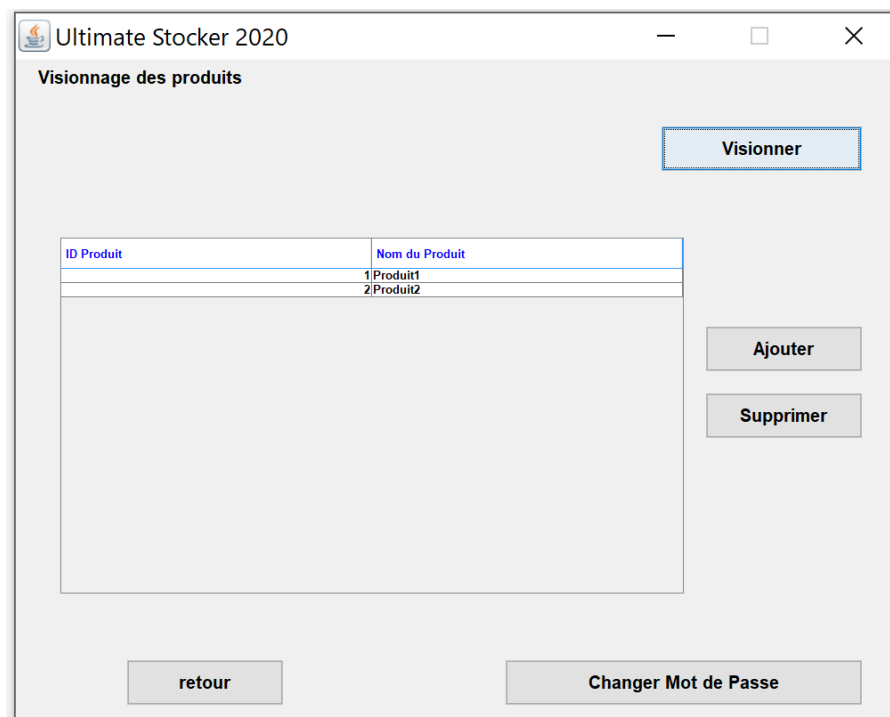 Ultimate Stocker 2020
Visionnage des produits
Visionner
ID Produit Nom du Produit
1 Produit1
2 Produit2
Ajouter
Supprimer
retour Changer Mot de Passe